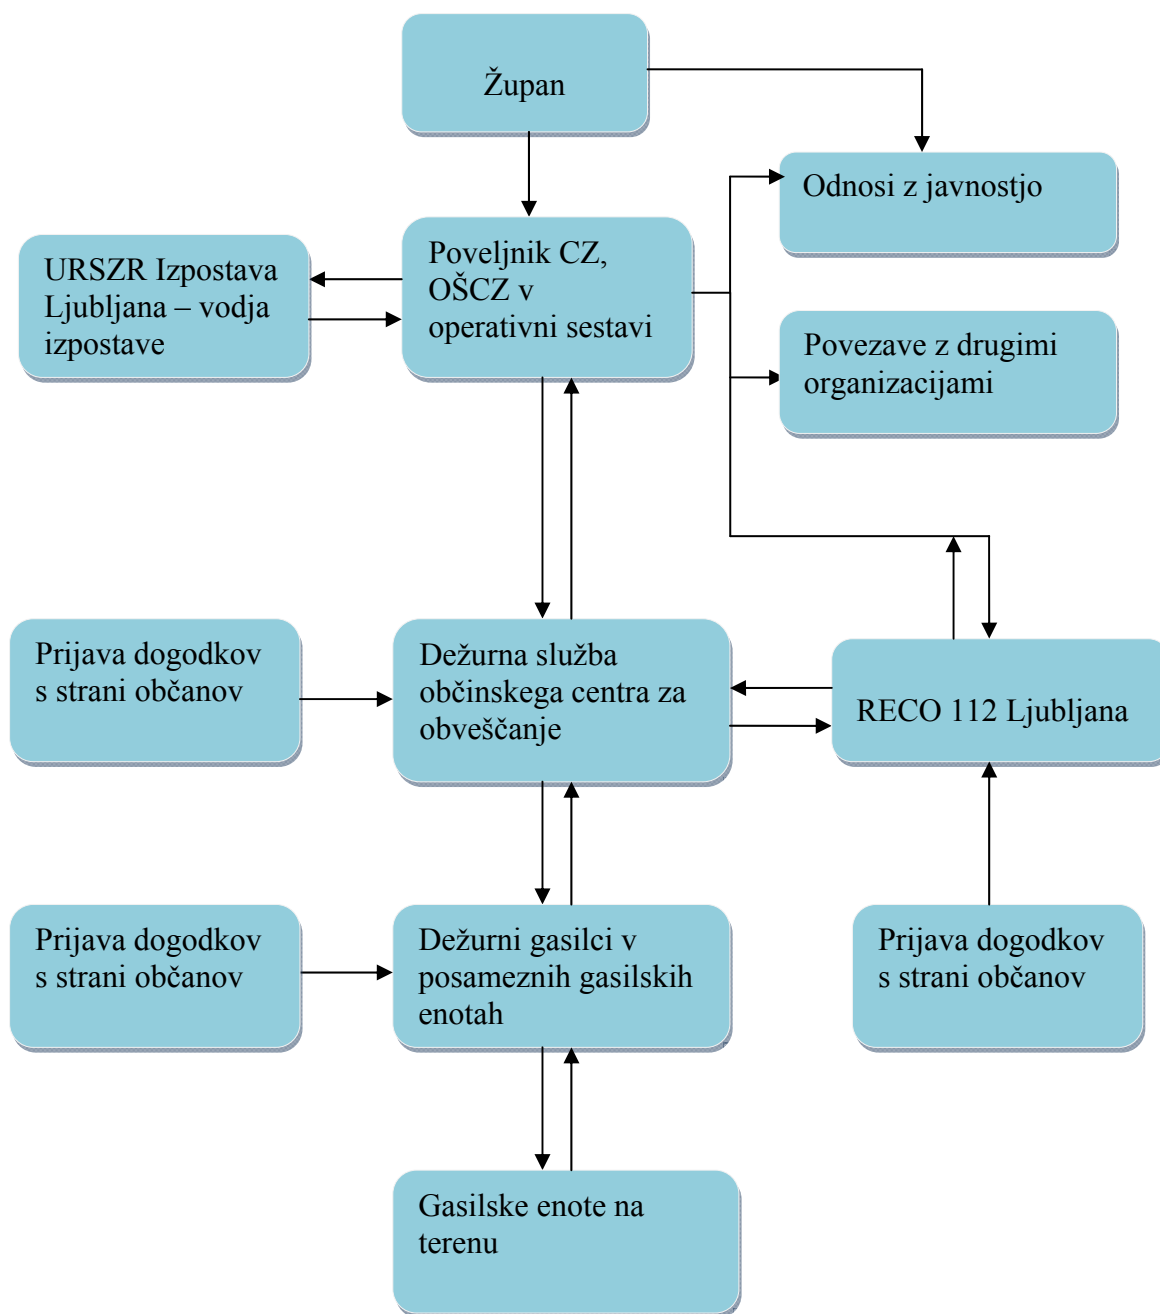 Župan
Odnosi z javnostjo
URSZR Izpostava
Ljubljana – vodja
izpostave
Poveljnik CZ,
OŠCZ v
operativni sestavi
Povezave z drugimi
organizacijami
Prijava dogodkov
s strani občanov
Dežurna služba
občinskega centra za
obveščanje
RECO 112 Ljubljana
Prijava dogodkov
s strani občanov
Dežurni gasilci v
posameznih gasilskih
enotah
Prijava dogodkov
s strani občanov
Gasilske enote na
terenu